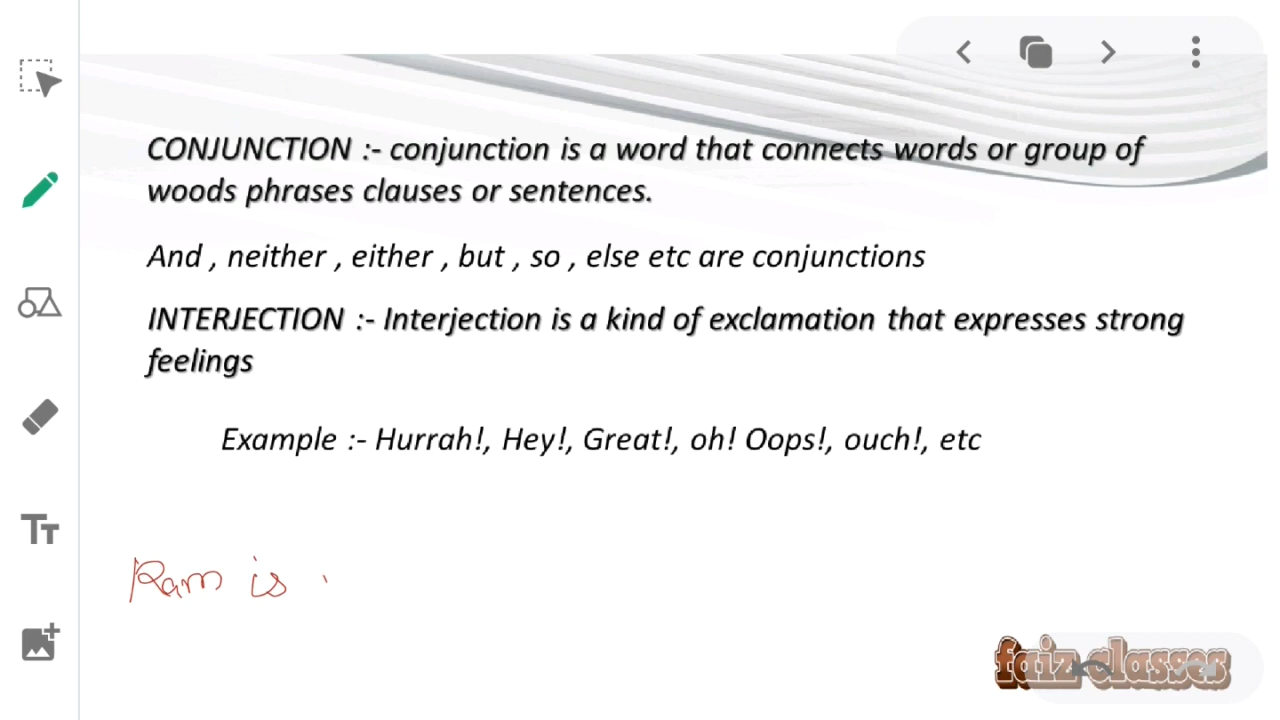 CONJUNCTION :- conjunction is a word that connects words or group of
woods phrases clauses or sentences.
And , neither , either , but , so , else etc are conjunctions
INTERJECTION :- Interjection is a kind of exclamation that expresses strong
feelings
Example :- Hurrah!, Hey!, Great!, oh! Oops!, ouch!, etc
Ram is
faiz classes